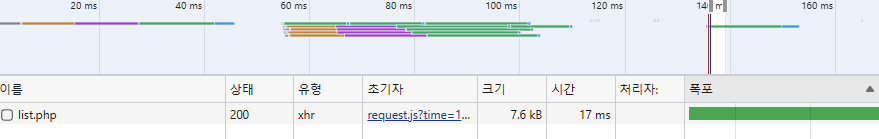 20 ms 40 ms 60 ms 80 ms 100 ms 120 ms 140 m 160 ms
이름 상태 유형 초기자 크기 시간 처리자: 폭포
list.php 200 xhr request.js?time=1... 7.6 kB 17 ms